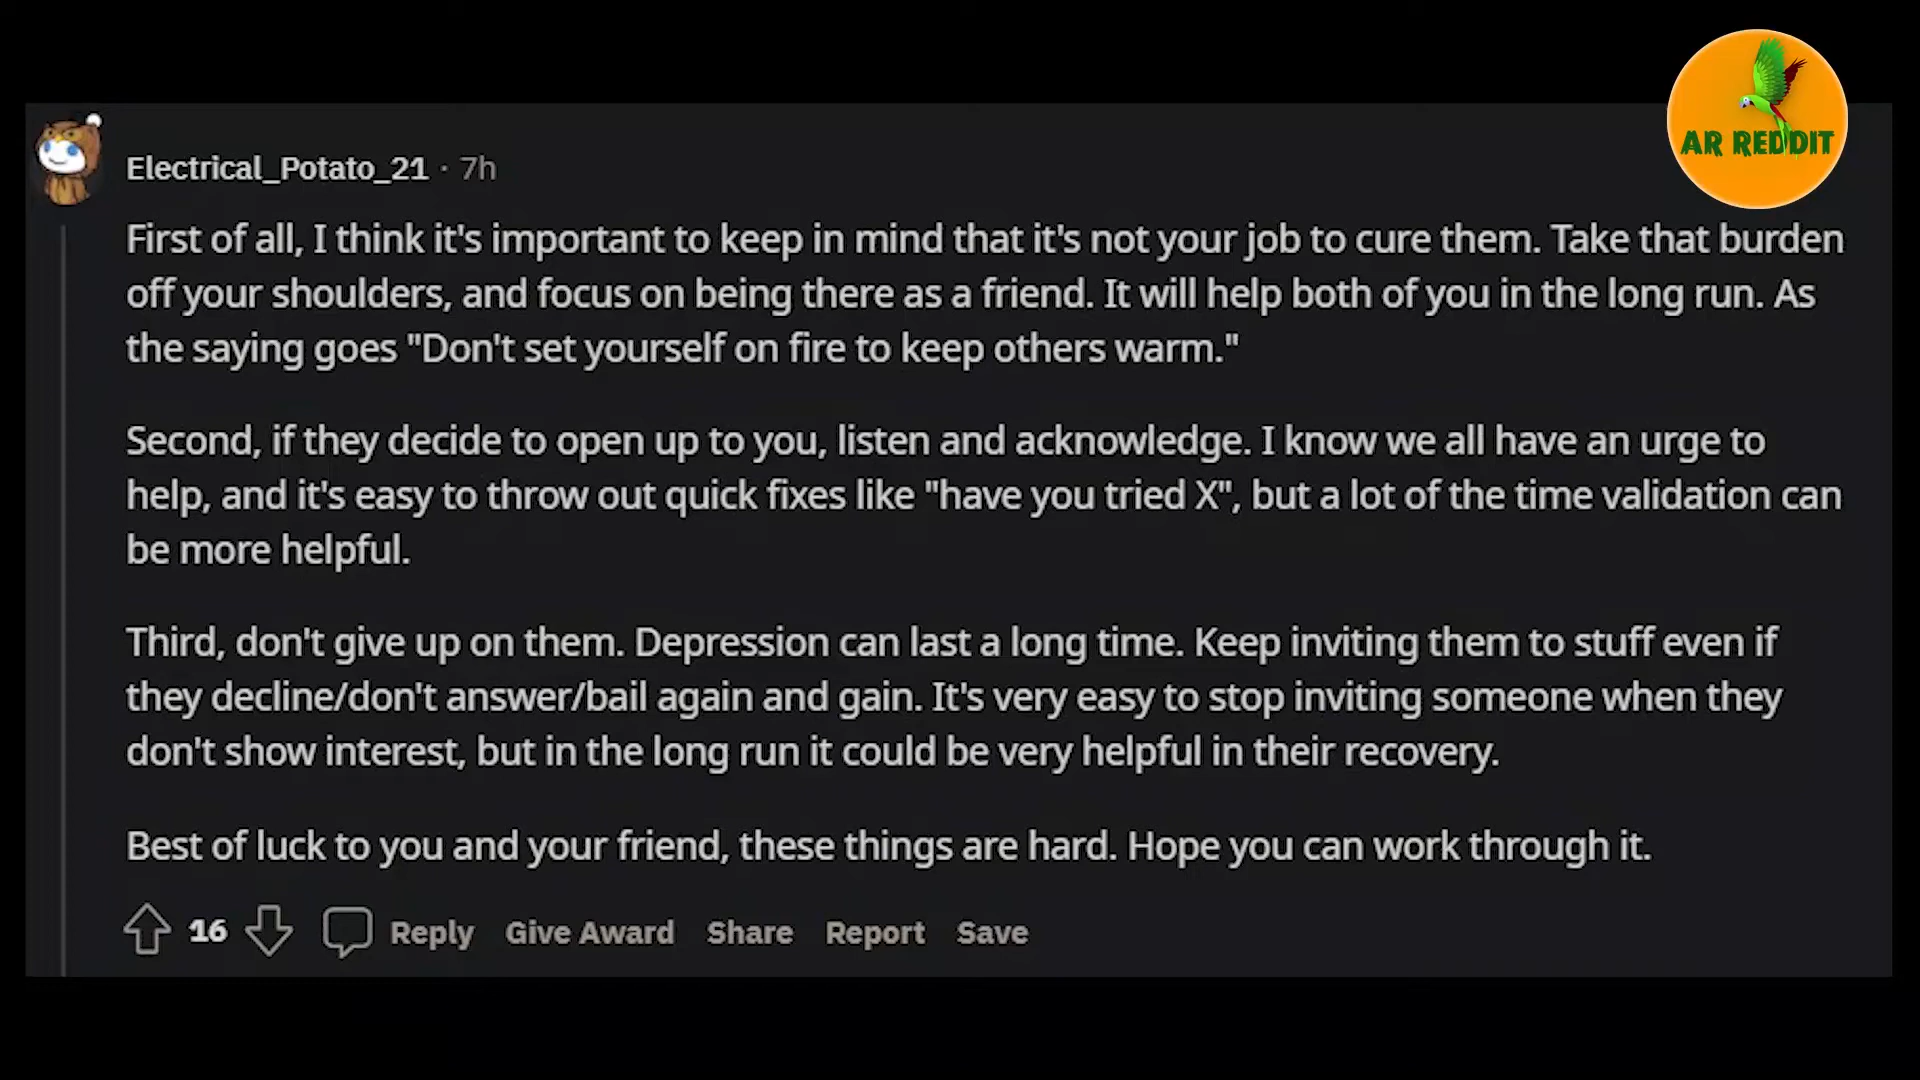 AR REDDIT
Electrical_Potato_21 · 7h
First of all, I think it's important to keep in mind that it's not your job to cure them. Take that burden
off your shoulders, and focus on being there as a friend. It will help both of you in the long run. As
the saying goes "Don't set yourself on fire to keep others warm."
Second, if they decide to open up to you, listen and acknowledge. I know we all have an urge to
help, and it's easy to throw out quick fixes like "have you tried X", but a lot of the time validation can
be more helpful.
Third, don't give up on them. Depression can last a long time. Keep inviting them to stuff even if
they decline/don't answer/bail again and gain. It's very easy to stop inviting someone when they
don't show interest, but in the long run it could be very helpful in their recovery.
Best of luck to you and your friend, these things are hard. Hope you can work through it.
16 Reply Give Award Share Report Save